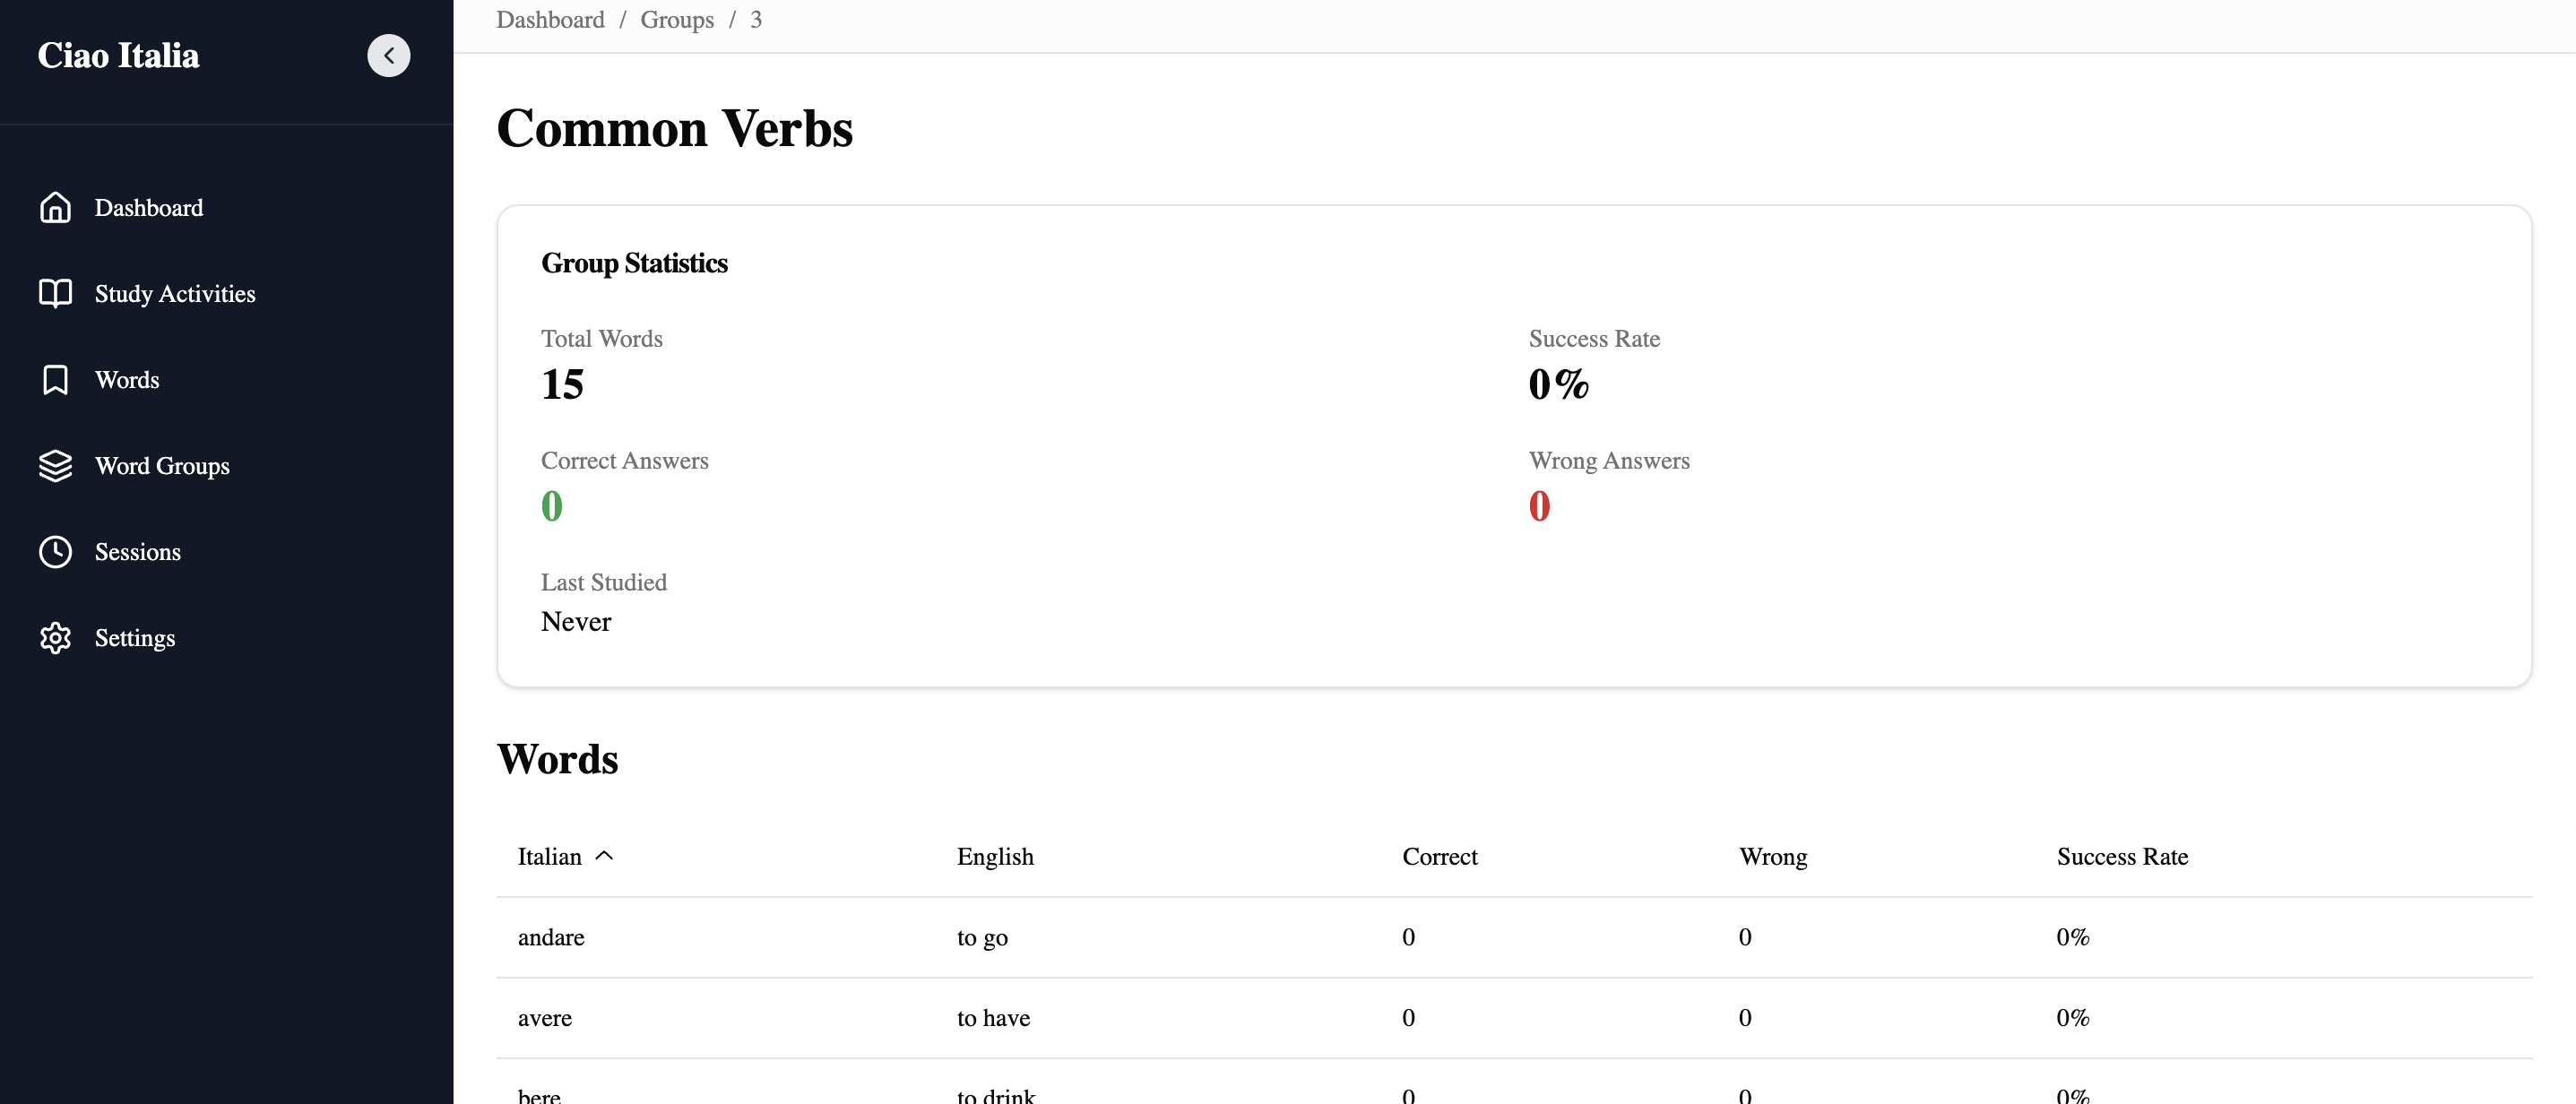 Ciao Italia
Dashboard
Study Activities
Words
Word Groups
Sessions
Settings
Dashboard / Groups / 3
Common Verbs
Group Statistics
Total Words
15
Success Rate
0%
Correct Answers
0
Wrong Answers
0
Last Studied
Never
Words
Italian English Correct Wrong Success Rate
andare to go 0 0 0%
avere to have 0 0 0%
bere to drink 0 0 0%